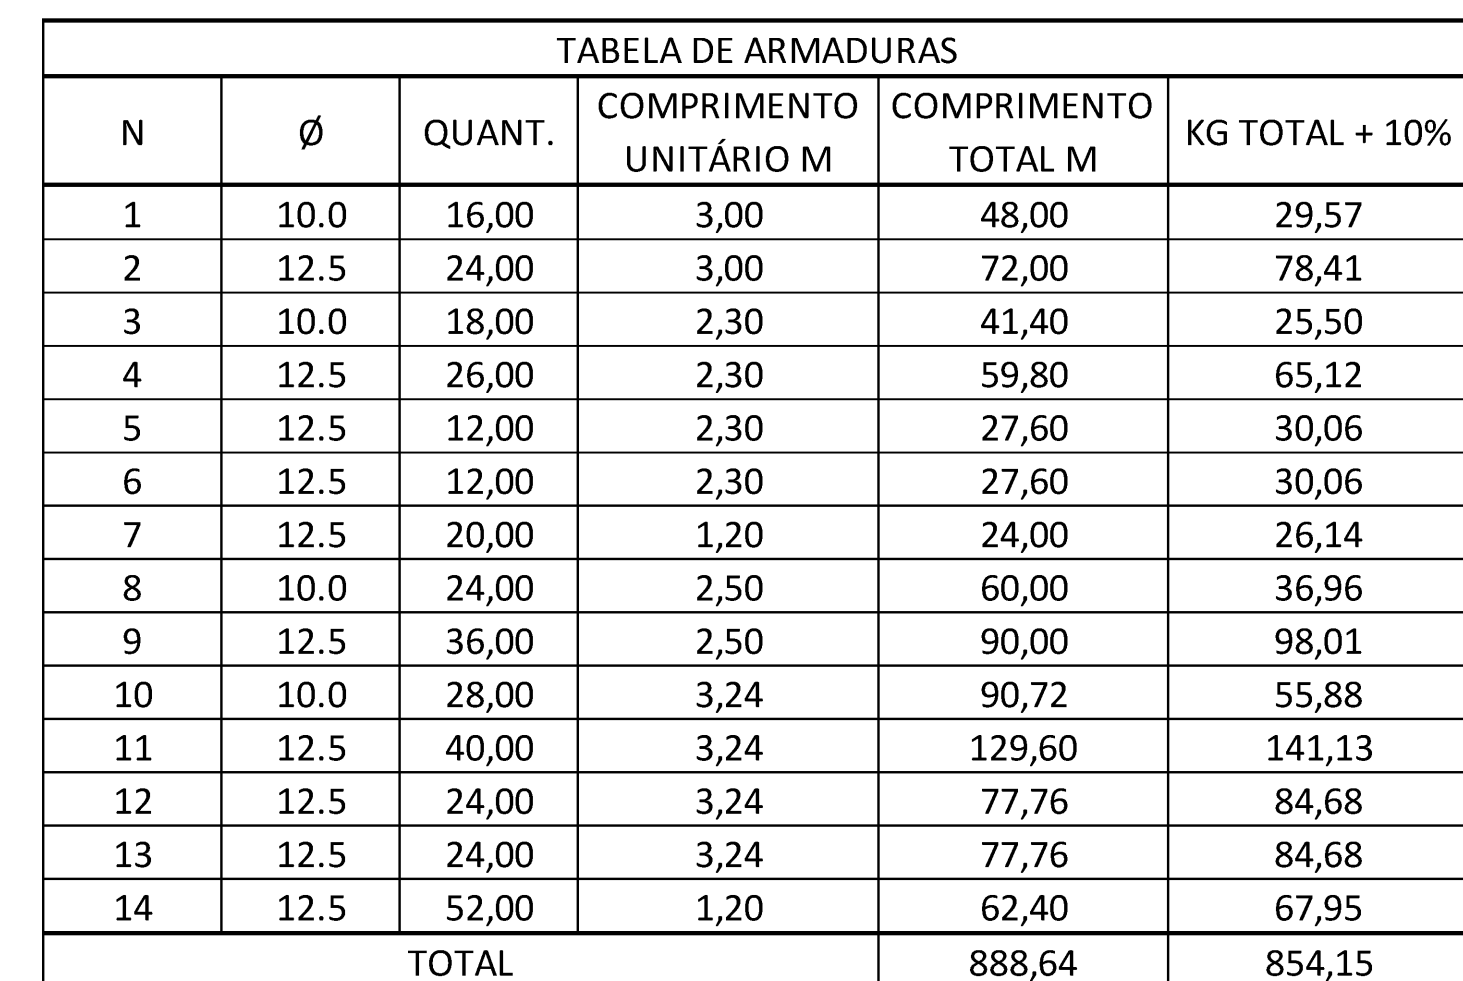 TABELA DE ARMADURAS
N Ø QUANT. COMPRIMENTO UNITÁRIO M COMPRIMENTO TOTAL M KG TOTAL + 10%
1 10.0 16,00 3,00 48,00 29,57
2 12.5 24,00 3,00 72,00 78,41
3 10.0 18,00 2,30 41,40 25,50
4 12.5 26,00 2,30 59,80 65,12
5 12.5 12,00 2,30 27,60 30,06
6 12.5 12,00 2,30 27,60 30,06
7 12.5 20,00 1,20 24,00 26,14
8 10.0 24,00 2,50 60,00 36,96
9 12.5 36,00 2,50 90,00 98,01
10 10.0 28,00 3,24 90,72 55,88
11 12.5 40,00 3,24 129,60 141,13
12 12.5 24,00 3,24 77,76 84,68
13 12.5 24,00 3,24 77,76 84,68
14 12.5 52,00 1,20 62,40 67,95
TOTAL 888,64 854,15